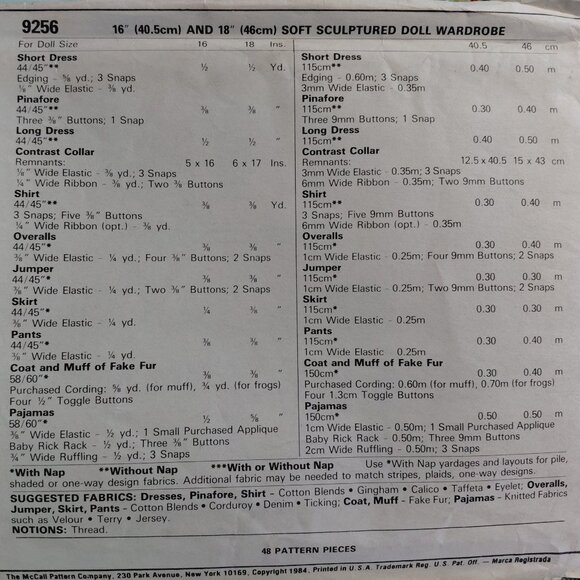 9256 16" (40.5cm) AND 18" (46cm) SOFT SCULPTURED DOLL WARDROBE
For Doll Size 16 18 Ins.
Short Dress
44/45"** ½ ½ Yd.
Edging - ⅝ yd.; 3 Snaps
⅛" Wide Elastic - ⅜ yd.
Pinafore
44/45"** ⅜ ⅜ "
Three ⅜" Buttons; 1 Snap
Long Dress
44/45"** ½ ½ "
Contrast Collar
Remnants: 5 x 16 6 x 17 Ins.
⅛" Wide Elastic - ⅜ yd.; 3 Snaps
¼" Wide Ribbon - ⅜ yd.; Two ⅜" Buttons
Shirt
44/45"** ⅜ ⅜ Yd.
3 Snaps; Five ⅜" Buttons
¼" Wide Ribbon (opt.) - ⅜ yd.
Overalls
44/45"* ⅜ ⅜ "
⅜" Wide Elastic - ¼ yd.; Four ⅜" Buttons; 2 Snaps
Jumper
44/45"* ⅜ ⅜ "
⅜" Wide Elastic - ¼ yd.; Two ⅜" Buttons; 2 Snaps
Skirt
44/45"* ¼ ⅜ "
⅜" Wide Elastic - ¼ yd.
Pants
44/45"* ⅜ ⅜ "
⅜" Wide Elastic - ¼ yd.
Coat and Muff of Fake Fur
58/60"* ⅜ ⅜ "
Purchased Cording: ⅝ yd. (for muff), ¾ yd. (for frogs)
Four ½" Toggle Buttons
Pajamas
58/60"* ½ ⅝ "
⅜" Wide Elastic - ½ yd.; 1 Small Purchased Applique
Baby Rick Rack - ½ yd.; Three ⅜" Buttons
¾" Wide Ruffling - ½ yd.; 3 Snaps
40.5 46 cm
Short Dress
115cm** 0.40 0.50 m
Edging - 0.60m; 3 Snaps
3mm Wide Elastic - 0.35m
Pinafore
115cm** 0.30 0.40 m
Three 9mm Buttons; 1 Snap
Long Dress
115cm** 0.40 0.50 m
Contrast Collar
Remnants: 12.5 x 40.5 15 x 43 cm
3mm Wide Elastic - 0.35m; 3 Snaps
6mm Wide Ribbon - 0.35m; Two 9mm Buttons
Shirt
115cm** 0.30 0.40 m
3 Snaps; Five 9mm Buttons
6mm Wide Ribbon (opt.) - 0.35m
Overalls
115cm* 0.30 0.40 m
1cm Wide Elastic - 0.25m; Four 9mm Buttons; 2 Snaps
Jumper
115cm* 0.30 0.40 m
1cm Wide Elastic - 0.25m; Two 9mm Buttons; 2 Snaps
Skirt
115cm* 0.30 0.30 m
1cm Wide Elastic - 0.25m
Pants
115cm* 0.30 0.40 m
1cm Wide Elastic - 0.25m
Coat and Muff of Fake Fur
150cm* 0.30 0.40 m
Purchased Cording: 0.60m (for muff), 0.70m (for frogs)
Four 1.3cm Toggle Buttons
Pajamas
150cm* 0.50 0.50 m
1cm Wide Elastic - 0.50m; 1 Small Purchased Applique
Baby Rick Rack - 0.50m; Three 9mm Buttons
2cm Wide Ruffling - 0.50m; 3 Snaps
*With Nap **Without Nap ***With or Without Nap Use *With Nap yardages and layouts for pile,
shaded or one-way design fabrics. Additional fabric may be needed to match stripes, plaids, one-way designs.
SUGGESTED FABRICS: Dresses, Pinafore, Shirt - Cotton Blends • Gingham • Calico • Taffeta • Eyelet; Overalls,
Jumper, Skirt, Pants - Cotton Blends • Corduroy • Denim • Ticking; Coat, Muff - Fake Fur; Pajamas - Knitted Fabrics
such as Velour • Terry • Jersey.
NOTIONS: Thread.
48 PATTERN PIECES
The McCall Pattern Company, 230 Park Avenue, New York 10169, Copyright 1984, Printed in U.S.A. Trademark Reg. U.S. Pat. Off. — Marca Registrada